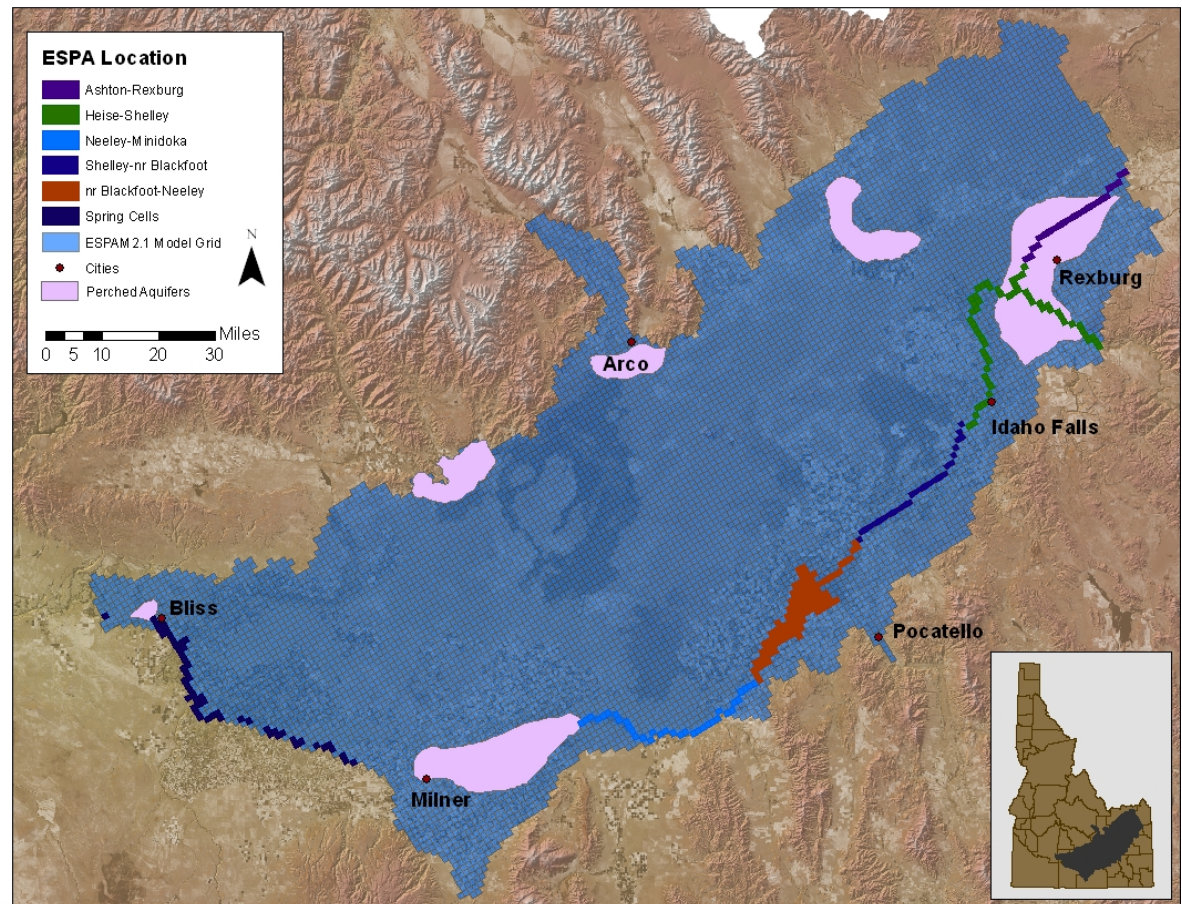 ESPA Location
Ashton-Rexburg
Heise-Shelley
Neeley-Minidoka
Shelley-nr Blackfoot
nr Blackfoot-Neeley
Spring Cells
ESPAM 2.1 Model Grid
Cities
Perched Aquifers
N
Miles
0 5 10 20 30
Rexburg
Arco
Idaho Falls
Bliss
Pocatello
Milner